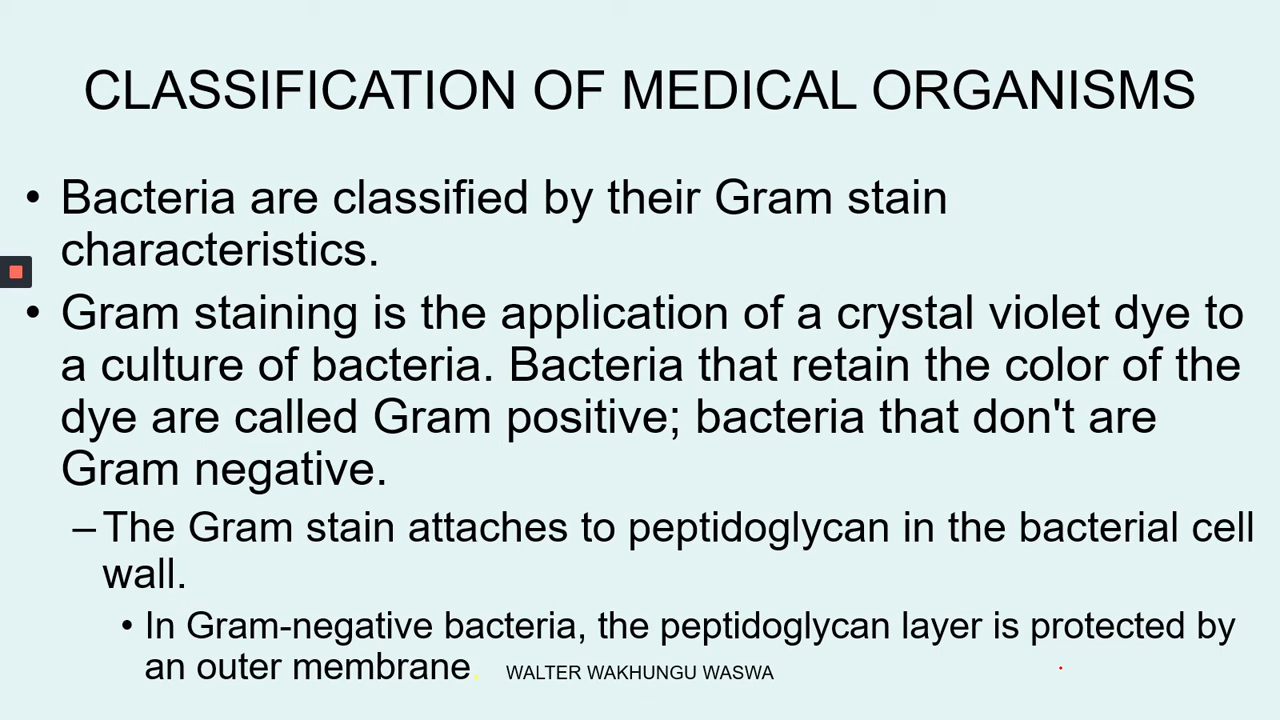 CLASSIFICATION OF MEDICAL ORGANISMS
• Bacteria are classified by their Gram stain
characteristics.
• Gram staining is the application of a crystal violet dye to
a culture of bacteria. Bacteria that retain the color of the
dye are called Gram positive; bacteria that don't are
Gram negative.
–The Gram stain attaches to peptidoglycan in the bacterial cell
wall.
• In Gram-negative bacteria, the peptidoglycan layer is protected by
an outer membrane.
WALTER WAKHUNGU WASWA